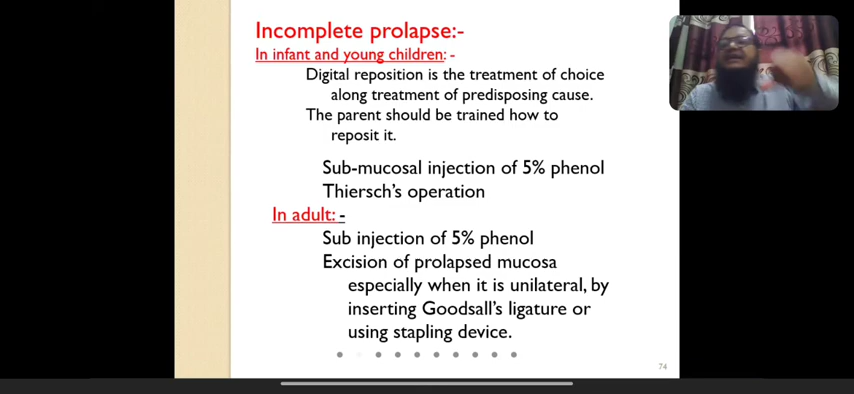 Incomplete prolapse:-
In infant and young children: -
Digital reposition is the treatment of choice
along treatment of predisposing cause.
The parent should be trained how to
reposit it.
Sub-mucosal injection of 5% phenol
Thiersch's operation
In adult: -
Sub injection of 5% phenol
Excision of prolapsed mucosa
especially when it is unilateral, by
inserting Goodsall's ligature or
using stapling device.
74